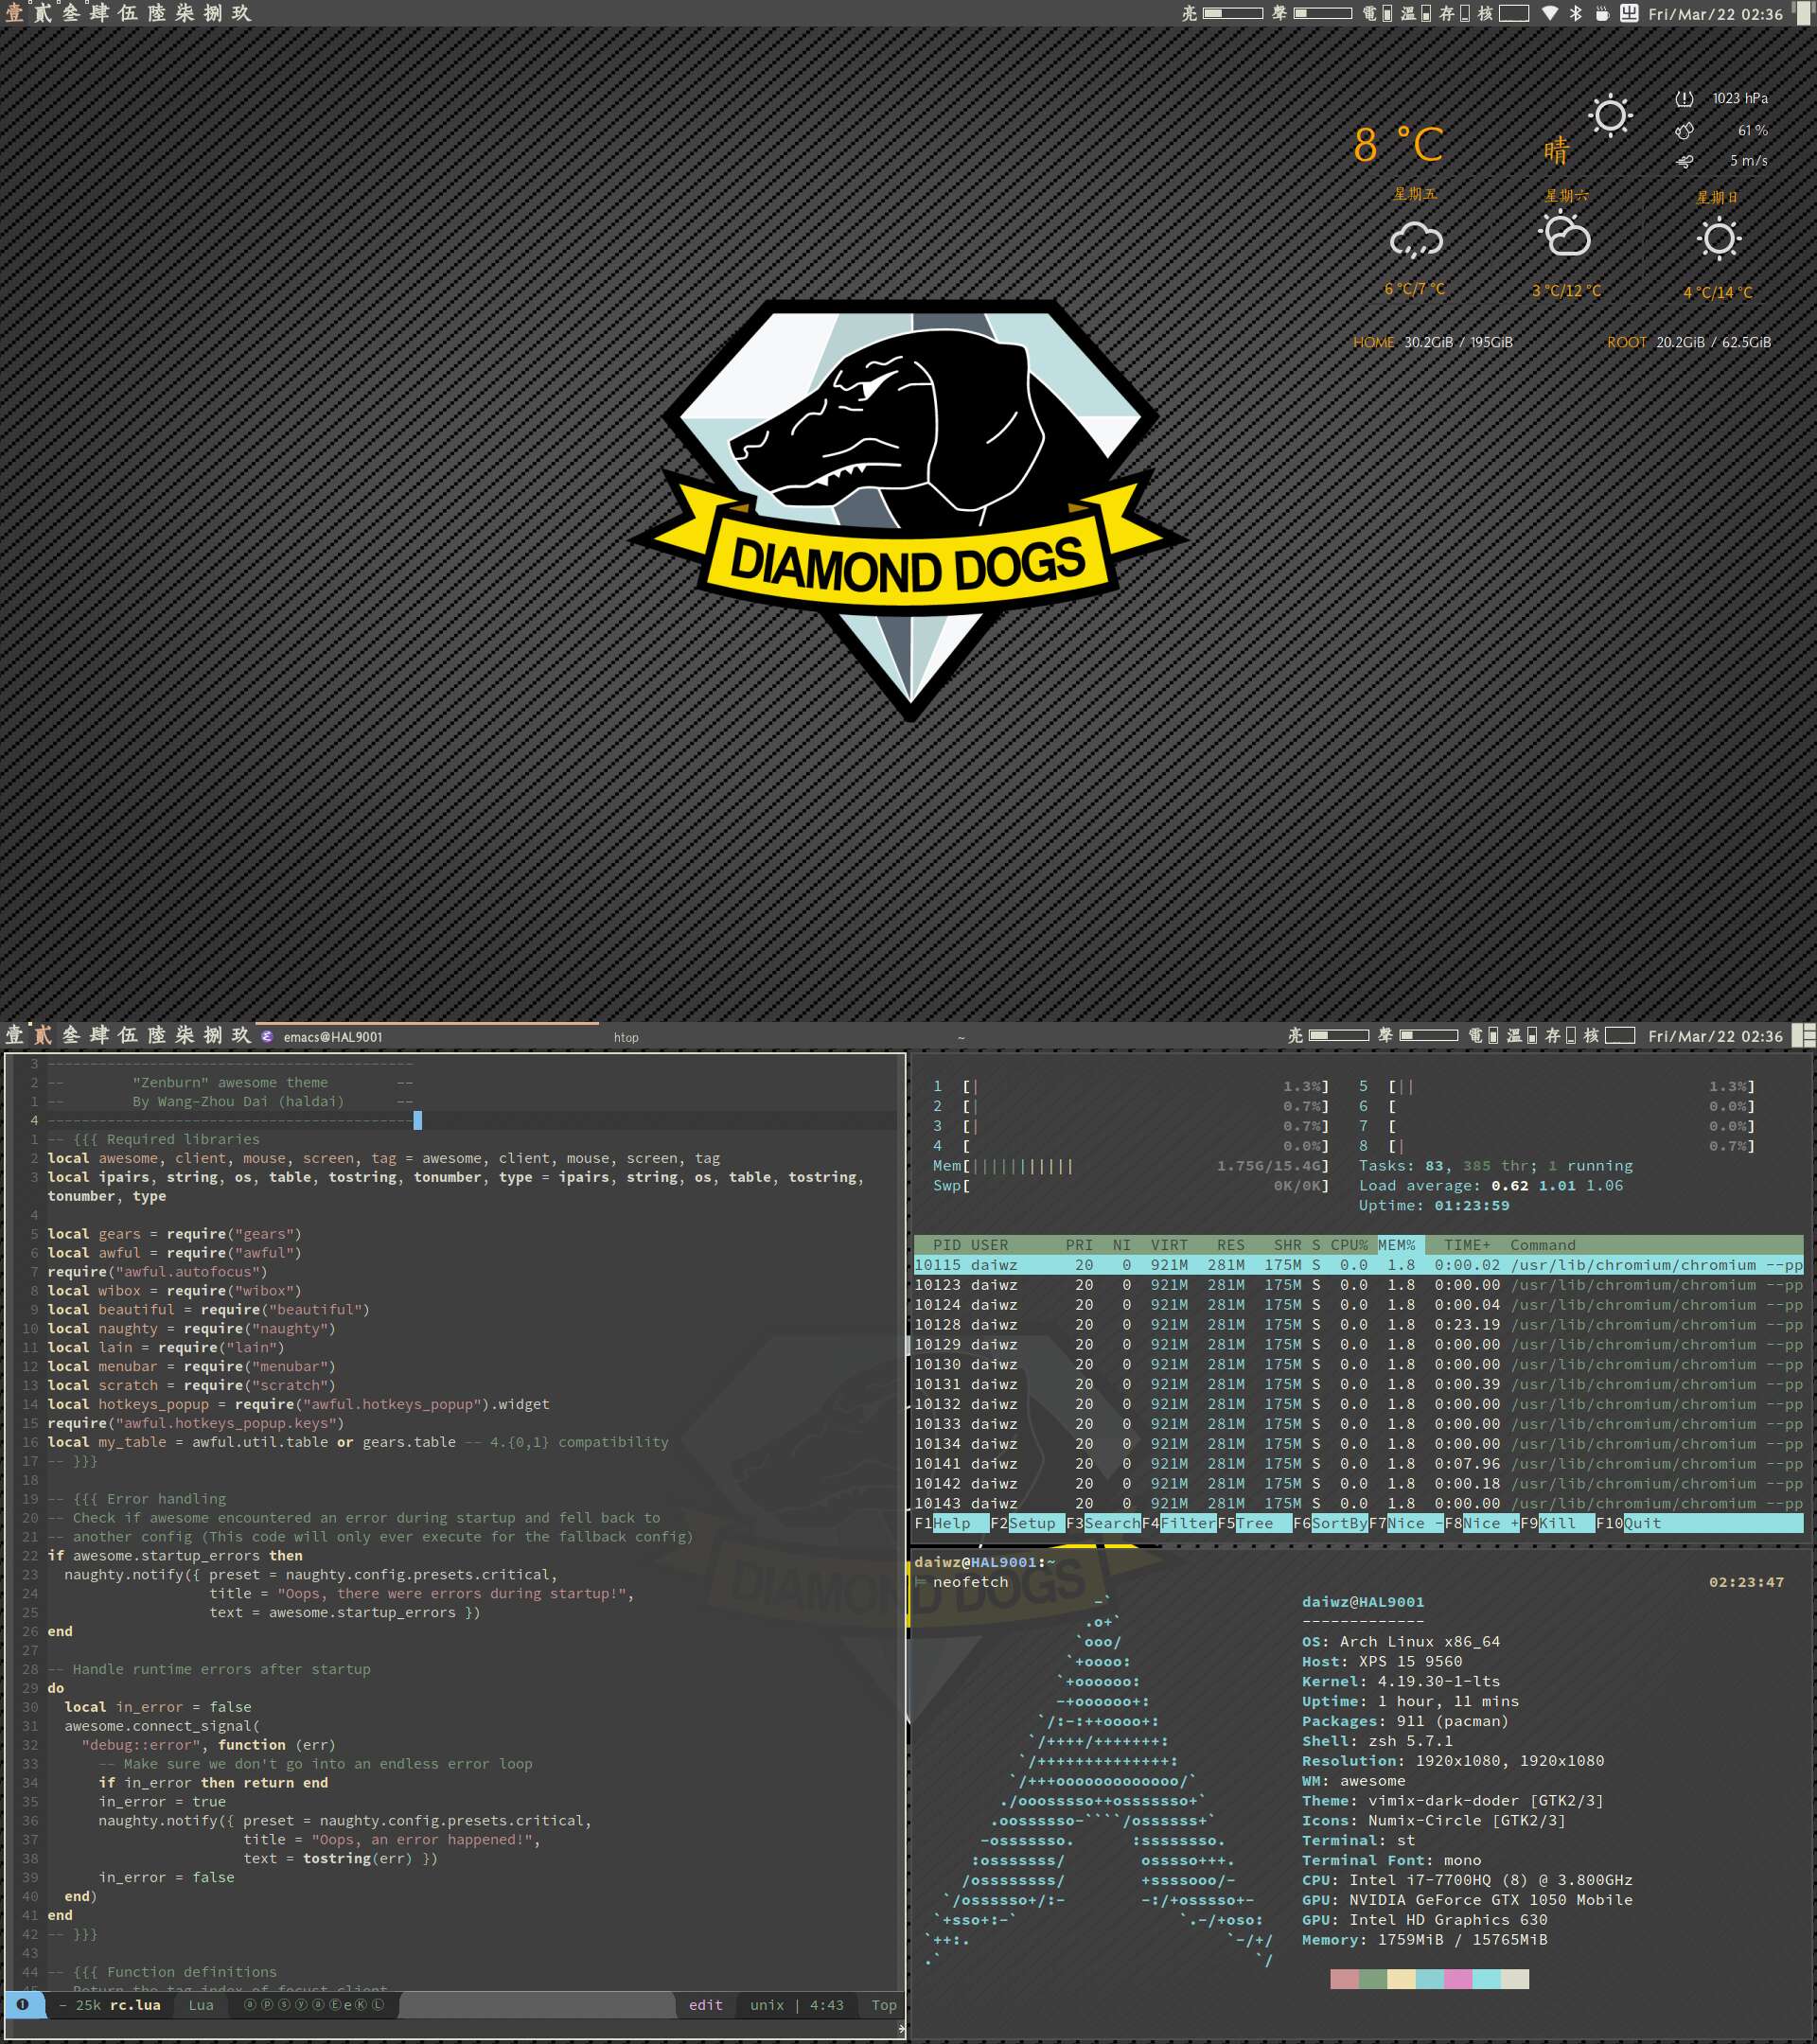 壹 貳 叁 肆 伍 陸 柒 捌 玖
亮 聲 電 溫 存 核 Fri/Mar/22 02:36
8 °C
晴
1023 hPa
61 %
5 m/s
星期五 星期六 星期日
6 °C/7 °C 3 °C/12 °C 4 °C/14 °C
HOME 30.2GiB / 195GiB ROOT 20.2GiB / 62.5GiB
DIAMOND DOGS
壹 貳 叁 肆 伍 陸 柒 捌 玖 emacs@HAL9001 htop ~
亮 聲 電 溫 存 核 Fri/Mar/22 02:36
3 -------------------------------------------
2 -- "Zenburn" awesome theme --
1 -- By Wang-Zhou Dai (haldai) --
4 -------------------------------------------
1 -- {{{ Required libraries
2 local awesome, client, mouse, screen, tag = awesome, client, mouse, screen, tag
3 local ipairs, string, os, table, tostring, tonumber, type = ipairs, string, os, table, tostring,
tonumber, type
4
5 local gears = require("gears")
6 local awful = require("awful")
7 require("awful.autofocus")
8 local wibox = require("wibox")
9 local beautiful = require("beautiful")
10 local naughty = require("naughty")
11 local lain = require("lain")
12 local menubar = require("menubar")
13 local scratch = require("scratch")
14 local hotkeys_popup = require("awful.hotkeys_popup").widget
15 require("awful.hotkeys_popup.keys")
16 local my_table = awful.util.table or gears.table -- 4.{0,1} compatibility
17 -- }}}
18
19 -- {{{ Error handling
20 -- Check if awesome encountered an error during startup and fell back to
21 -- another config (This code will only ever execute for the fallback config)
22 if awesome.startup_errors then
23 naughty.notify({ preset = naughty.config.presets.critical,
24 title = "Oops, there were errors during startup!",
25 text = awesome.startup_errors })
26 end
27
28 -- Handle runtime errors after startup
29 do
30 local in_error = false
31 awesome.connect_signal(
32 "debug::error", function (err)
33 -- Make sure we don't go into an endless error loop
34 if in_error then return end
35 in_error = true
36 naughty.notify({ preset = naughty.config.presets.critical,
37 title = "Oops, an error happened!",
38 text = tostring(err) })
39 in_error = false
40 end)
41 end
42 -- }}}
43
44 -- {{{ Function definitions
❶ - 25k rc.lua Lua ⓐⓟⓢⓨⓐⒺeⓀⓁ edit unix | 4:43 Top
1 [| 1.3%] 5 [|| 1.3%]
2 [| 0.7%] 6 [ 0.0%]
3 [| 0.7%] 7 [ 0.0%]
4 [ 0.0%] 8 [| 0.7%]
Mem[||||||||||| 1.75G/15.4G] Tasks: 83, 385 thr; 1 running
Swp[ 0K/0K] Load average: 0.62 1.01 1.06
Uptime: 01:23:59
PID USER PRI NI VIRT RES SHR S CPU% MEM% TIME+ Command
10115 daiwz 20 0 921M 281M 175M S 0.0 1.8 0:00.02 /usr/lib/chromium/chromium --pp
10123 daiwz 20 0 921M 281M 175M S 0.0 1.8 0:00.00 /usr/lib/chromium/chromium --pp
10124 daiwz 20 0 921M 281M 175M S 0.0 1.8 0:00.04 /usr/lib/chromium/chromium --pp
10128 daiwz 20 0 921M 281M 175M S 0.0 1.8 0:23.19 /usr/lib/chromium/chromium --pp
10129 daiwz 20 0 921M 281M 175M S 0.0 1.8 0:00.00 /usr/lib/chromium/chromium --pp
10130 daiwz 20 0 921M 281M 175M S 0.0 1.8 0:00.00 /usr/lib/chromium/chromium --pp
10131 daiwz 20 0 921M 281M 175M S 0.0 1.8 0:00.39 /usr/lib/chromium/chromium --pp
10132 daiwz 20 0 921M 281M 175M S 0.0 1.8 0:00.00 /usr/lib/chromium/chromium --pp
10133 daiwz 20 0 921M 281M 175M S 0.0 1.8 0:00.00 /usr/lib/chromium/chromium --pp
10134 daiwz 20 0 921M 281M 175M S 0.0 1.8 0:00.00 /usr/lib/chromium/chromium --pp
10141 daiwz 20 0 921M 281M 175M S 0.0 1.8 0:07.96 /usr/lib/chromium/chromium --pp
10142 daiwz 20 0 921M 281M 175M S 0.0 1.8 0:00.18 /usr/lib/chromium/chromium --pp
10143 daiwz 20 0 921M 281M 175M S 0.0 1.8 0:00.00 /usr/lib/chromium/chromium --pp
F1Help F2Setup F3SearchF4FilterF5Tree F6SortByF7Nice -F8Nice +F9Kill F10Quit
daiwz@HAL9001:~
neofetch 02:23:47
daiwz@HAL9001
-------------
OS: Arch Linux x86_64
Host: XPS 15 9560
Kernel: 4.19.30-1-lts
Uptime: 1 hour, 11 mins
Packages: 911 (pacman)
Shell: zsh 5.7.1
Resolution: 1920x1080, 1920x1080
WM: awesome
Theme: vimix-dark-doder [GTK2/3]
Icons: Numix-Circle [GTK2/3]
Terminal: st
Terminal Font: mono
CPU: Intel i7-7700HQ (8) @ 3.800GHz
GPU: NVIDIA GeForce GTX 1050 Mobile
GPU: Intel HD Graphics 630
Memory: 1759MiB / 15765MiB